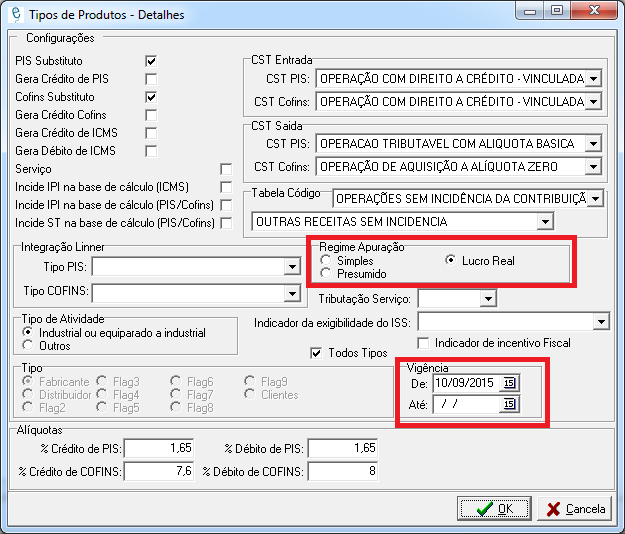 Tipos de Produtos - Detalhes
Configurações
PIS Substituto
Gera Crédito de PIS
Cofins Substituto
Gera Crédito Cofins
Gera Crédito de ICMS
Gera Débito de ICMS
Serviço
Incide IPI na base de cálculo (ICMS)
Incide IPI na base de cálculo (PIS/Cofins)
Incide ST na base de cálculo (PIS/Cofins)
CST Entrada
CST PIS: OPERAÇÃO COM DIREITO A CRÉDITO - VINCULADA
CST Cofins: OPERAÇÃO COM DIREITO A CRÉDITO - VINCULADA
CST Saida
CST PIS: OPERACAO TRIBUTAVEL COM ALIQUOTA BASICA
CST Cofins: OPERAÇÃO DE AQUISIÇÃO A ALÍQUOTA ZERO
Tabela Código OPERAÇÕES SEM INCIDÊNCIA DA CONTRIBUIÇÃ
OUTRAS RECEITAS SEM INCIDENCIA
Integração Linner
Tipo PIS:
Tipo COFINS:
Regime Apuração
Simples Lucro Real
Presumido
Tributação Serviço:
Tipo de Atividade
Industrial ou equiparado a industrial
Outros
Indicador da exigibilidade do ISS:
Indicador de incentivo Fiscal
Todos Tipos
Tipo
Fabricante Flag3 Flag6 Flag9
Distribuidor Flag4 Flag7 Clientes
Flag2 Flag5 Flag8
Vigência
De: 10/09/2015 15
Até: / / 15
Alíquotas
% Crédito de PIS: 1,65 % Débito de PIS: 1,65
% Crédito de COFINS: 7,6 % Débito de COFINS: 8
OK Cancela